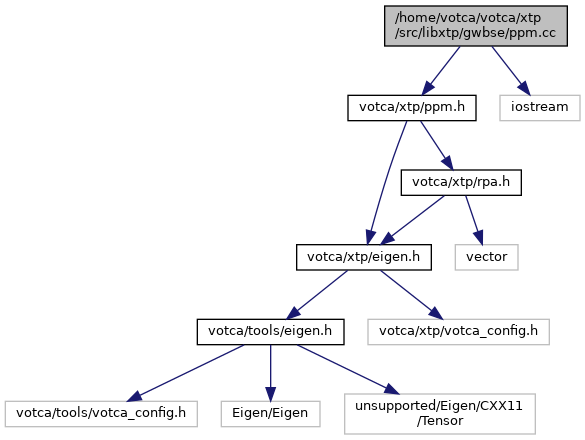 /home/votca/votca/xtp
/src/libxtp/gwbse/ppm.cc
votca/xtp/ppm.h
iostream
votca/xtp/rpa.h
votca/xtp/eigen.h
vector
votca/tools/eigen.h
votca/xtp/votca_config.h
votca/tools/votca_config.h
Eigen/Eigen
unsupported/Eigen/CXX11
/Tensor